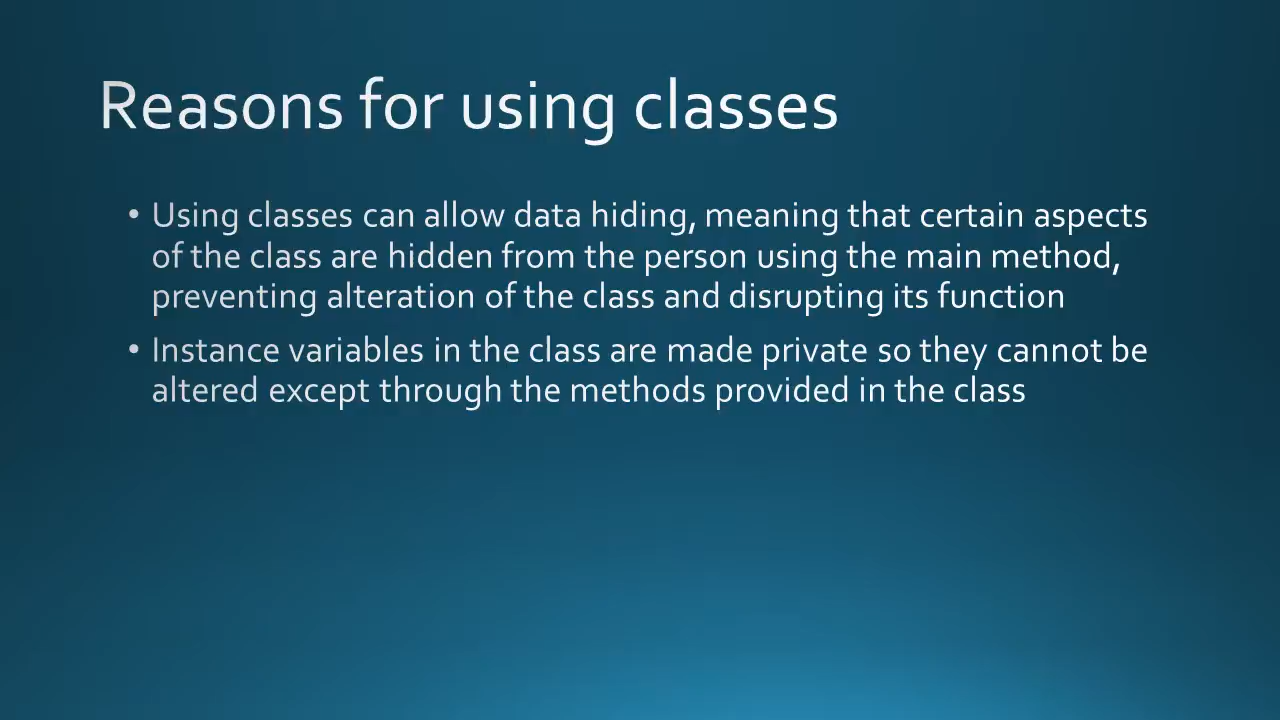 Reasons for using classes
• Using classes can allow data hiding, meaning that certain aspects
of the class are hidden from the person using the main method,
preventing alteration of the class and disrupting its function
• Instance variables in the class are made private so they cannot be
altered except through the methods provided in the class